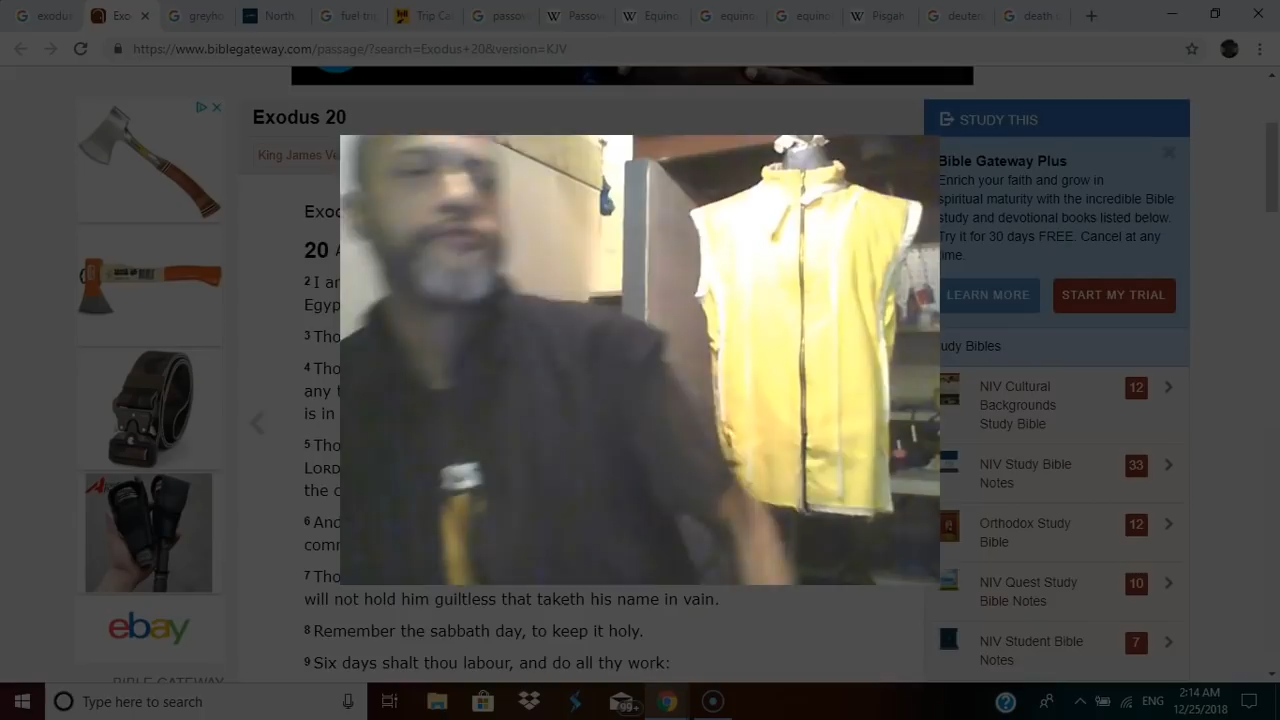 exodus
Exo
greyho
North
fuel tru
Trip Ca
passov
Passov
Equino
equino
equino
Pisgah
deuter
death
https://www.biblegateway.com/passage/?search=Exodus+20&version=KJV
Exodus 20
King James Ve
Exo
20 A
2 I am
Egyp
3 Tho
4 Tho
any t
is in
5 Tho
LORD
the c
6 And
comm
7 Tho
will not hold him guiltless that taketh his name in vain.
8 Remember the sabbath day, to keep it holy.
9 Six days shalt thou labour, and do all thy work:
ebay
BIBLE GATEWAY
STUDY THIS
Bible Gateway Plus
Enrich your faith and grow in
spiritual maturity with the incredible Bible
study and devotional books listed below.
Try it for 30 days FREE. Cancel at any
time.
LEARN MORE
START MY TRIAL
Study Bibles
NIV Cultural
Backgrounds
Study Bible
12
NIV Study Bible
Notes
33
Orthodox Study
Bible
12
NIV Quest Study
Bible Notes
10
NIV Student Bible
Notes
7
Type here to search
99+
ENG
2:14 AM
12/25/2018